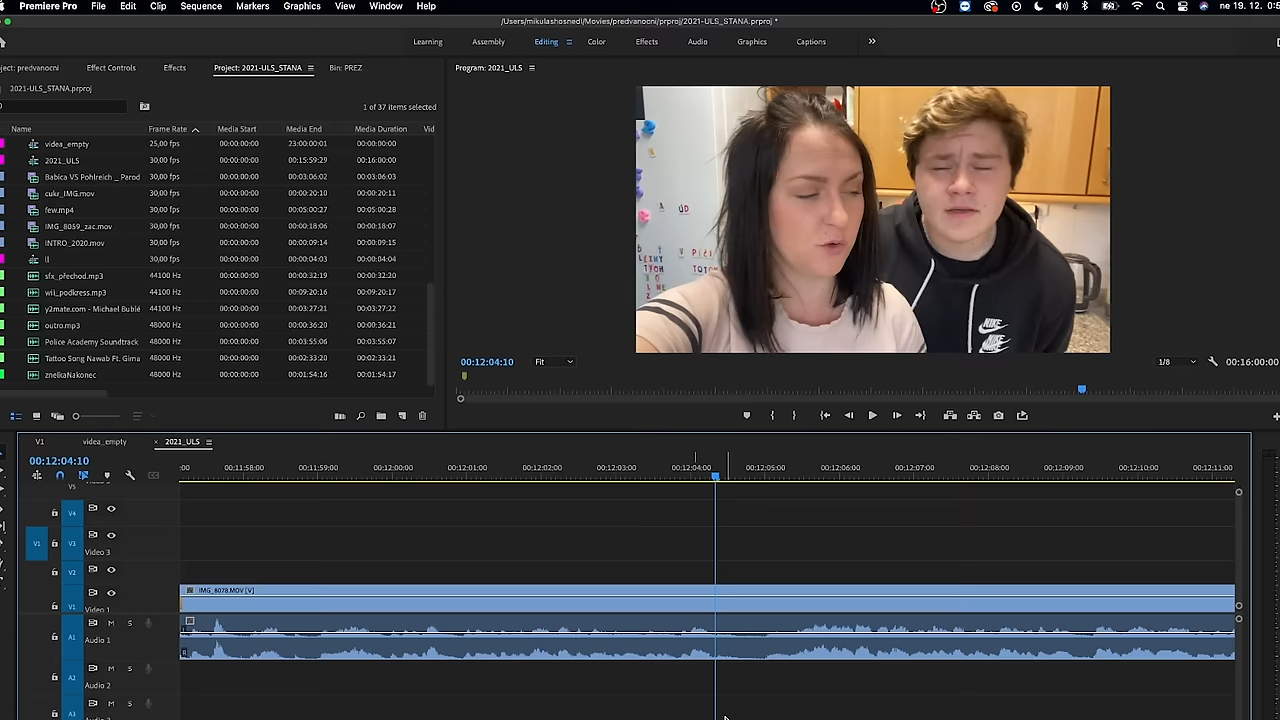 Premiere Pro File Edit Clip Sequence Markers Graphics View Window Help ne 19. 12. 0:5
/Users/mikulashosnedl/Movies/predvanocni/prproj/2021-ULS_STANA.prproj *
Learning Assembly Editing Color Effects Audio Graphics Captions
ject: predvanocni Effect Controls Effects Project: 2021-ULS_STANA Bin: PREZ Program: 2021_ULS
2021-ULS_STANA.prproj
1 of 37 items selected
Name Frame Rate Media Start Media End Media Duration Vid
videa_empty 25,00 fps 00:00:00:00 23:00:00:01 00:00:00:00
2021_ULS 30,00 fps 00:00:00:00 00:15:59:29 00:16:00:00
Babica VS Pohlreich _ Parod 30,00 fps 00:00:00:00 00:03:06:02 00:03:06:03
cukr_IMG.mov 30,00 fps 00:00:00:00 00:00:20:10 00:00:20:11
few.mp4 30,00 fps 00:00:00:00 00:05:00:27 00:05:00:28
IMG_8059_zac.mov 30,00 fps 00:00:00:00 00:00:18:06 00:00:18:07
INTRO_2020.mov 30,00 fps 00:00:00:00 00:00:09:14 00:00:09:15
ll 30,00 fps 00:00:00:00 00:00:04:03 00:00:04:04
sfx_přechod.mp3 44100 Hz 00:00:00:00 00:00:32:19 00:00:32:20
wii_podkress.mp3 44100 Hz 00:00:00:00 00:09:20:16 00:09:20:17
y2mate.com - Michael Bublé 44100 Hz 00:00:00:00 00:03:27:21 00:03:27:22
outro.mp3 48000 Hz 00:00:00:00 00:00:36:20 00:00:36:21
Police Academy Soundtrack 48000 Hz 00:00:00:00 00:03:55:06 00:03:55:07
Tattoo Song Nawab Ft. Gima 48000 Hz 00:00:00:00 00:02:33:20 00:02:33:21
znelkaNakonec 48000 Hz 00:00:00:00 00:01:54:16 00:01:54:17
NIKE
00:12:04:10 Fit 1/8 00:16:00:00
V1 videa_empty × 2021_ULS
00:12:04:10
:00 00:11:58:00 00:11:59:00 00:12:00:00 00:12:01:00 00:12:02:00 00:12:03:00 00:12:04:00 00:12:05:00 00:12:06:00 00:12:07:00 00:12:08:00 00:12:09:00 00:12:10:00 00:12:11:00
V5
V4
V1 V3 Video 3
V2
V1 Video 1 IMG_8078.MOV [V]
A1 M S Audio 1
A2 M S Audio 2
A3 M S